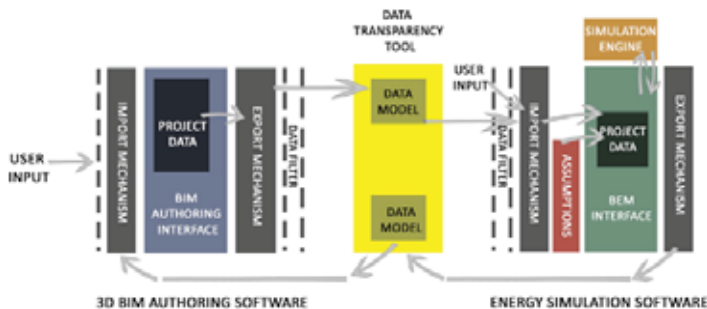 DATA
TRANSPARENCY
TOOL
SIMULATION
ENGINE
USER
INPUT
USER
INPUT
IMPORT MECHANISM
PROJECT
DATA
BIM
AUTHORING
INTERFACE
EXPORT MECHANISM
DATA FILTER
DATA
MODEL
DATA
MODEL
DATA FILTER
IMPORT MECHANISM
ASSUMPTIONS
PROJECT
DATA
BEM
INTERFACE
EXPORT MECHANISM
3D BIM AUTHORING SOFTWARE
ENERGY SIMULATION SOFTWARE